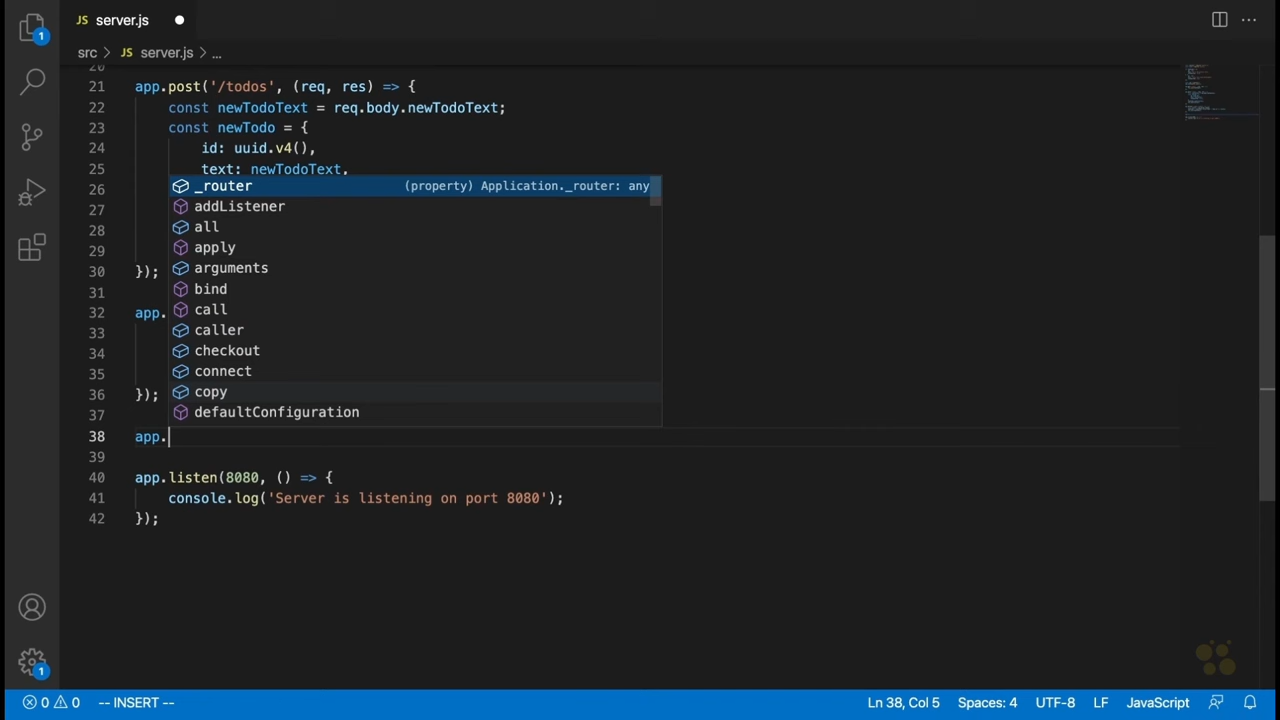 JS server.js
src > JS server.js > ...
20
21 app.post('/todos', (req, res) => {
22 const newTodoText = req.body.newTodoText;
23 const newTodo = {
24 id: uuid.v4(),
25 text: newTodoText,
26 _router (property) Application._router: any
addListener
27
28 all
29 apply
30 }); arguments
31 bind
32 app. call
33 caller
34 checkout
35 connect
36 }); copy
37 defaultConfiguration
38 app.
39
40 app.listen(8080, () => {
41 console.log('Server is listening on port 8080');
42 });
1
1
0 0 -- INSERT -- Ln 38, Col 5 Spaces: 4 UTF-8 LF JavaScript